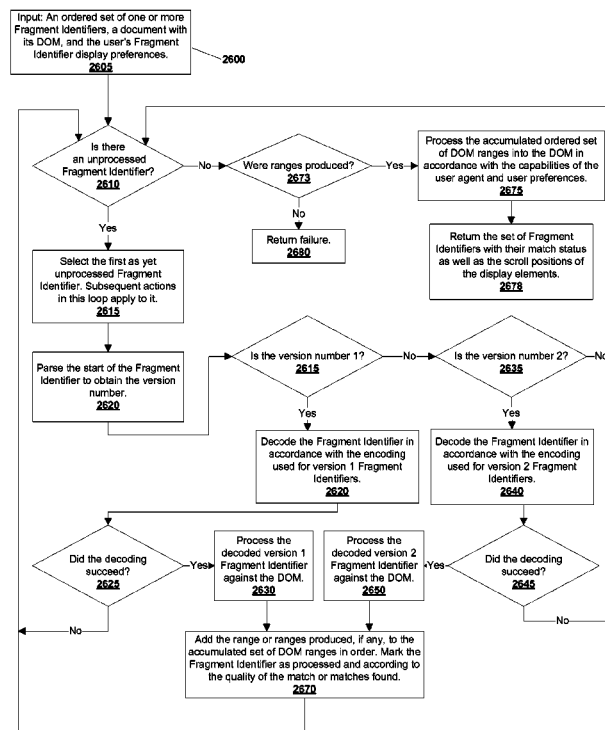 Input: An ordered set of one or more
Fragment Identifiers, a document with
its DOM, and the user's Fragment
Identifier display preferences.
2605
2600
Is there
an unprocessed
Fragment Identifier?
2610
No
Were ranges produced?
2673
Yes
Process the accumulated ordered set
of DOM ranges into the DOM in
accordance with the capabilities of the
user agent and user preferences.
2675
Yes
No
Return failure.
2680
Return the set of Fragment
Identifiers with their match status
as well as the scroll positions of
the display elements.
2678
Select the first as yet
unprocessed Fragment
Identifier. Subsequent actions
in this loop apply to it.
2615
Parse the start of the Fragment
Identifier to obtain the version
number.
2620
Is the version number 1?
2615
No
Is the version number 2?
2635
No
Yes
Yes
Decode the Fragment Identifier in
accordance with the encoding
used for version 1 Fragment
Identifiers.
2620
Decode the Fragment Identifier in
accordance with the encoding
used for version 2 Fragment
Identifiers.
2640
Did the decoding
succeed?
2625
Yes
Process the
decoded version 1
Fragment Identifier
against the DOM.
2630
Process the
decoded version 2
Fragment Identifier
against the DOM.
2650
Yes
Did the decoding
succeed?
2645
No
No
Add the range or ranges produced, if any, to the
accumulated set of DOM ranges in order. Mark the
Fragment Identifier as processed and according to
the quality of the match or matches found.
2670